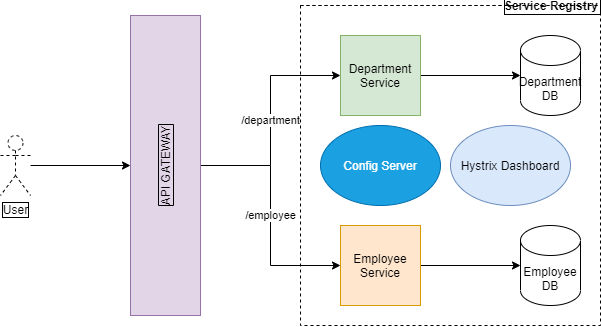 Service Registry
Department
Service
Department
DB
/department
API GATEWAY
Config Server
Hystrix Dashboard
User
/employee
Employee
Service
Employee
DB